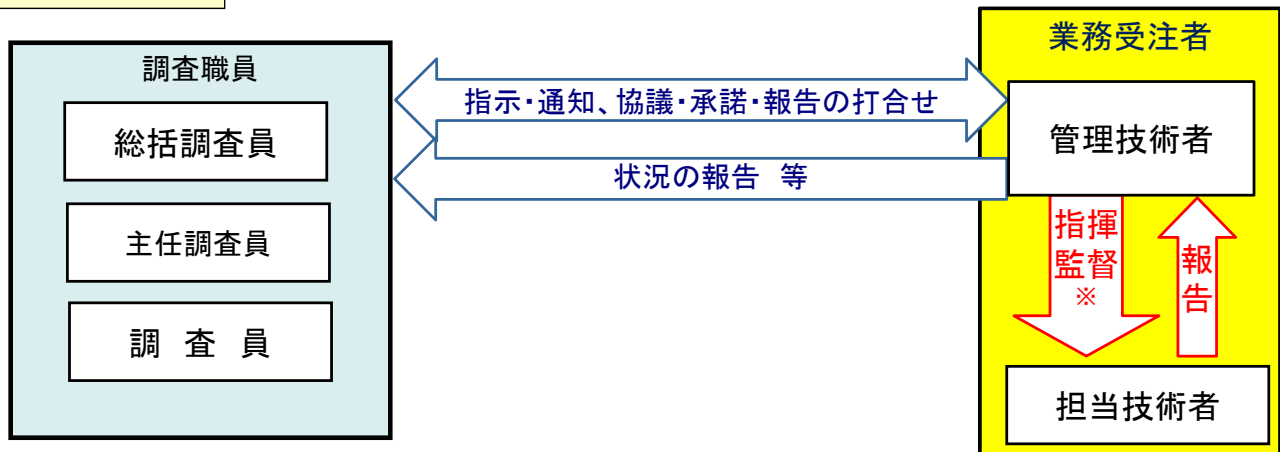 調査職員
総括調査員
主任調査員
調　査　員
指示・通知、協議・承諾・報告の打合せ
状況の報告　等
業務受注者
管理技術者
指揮
監督
※
報
告
担当技術者